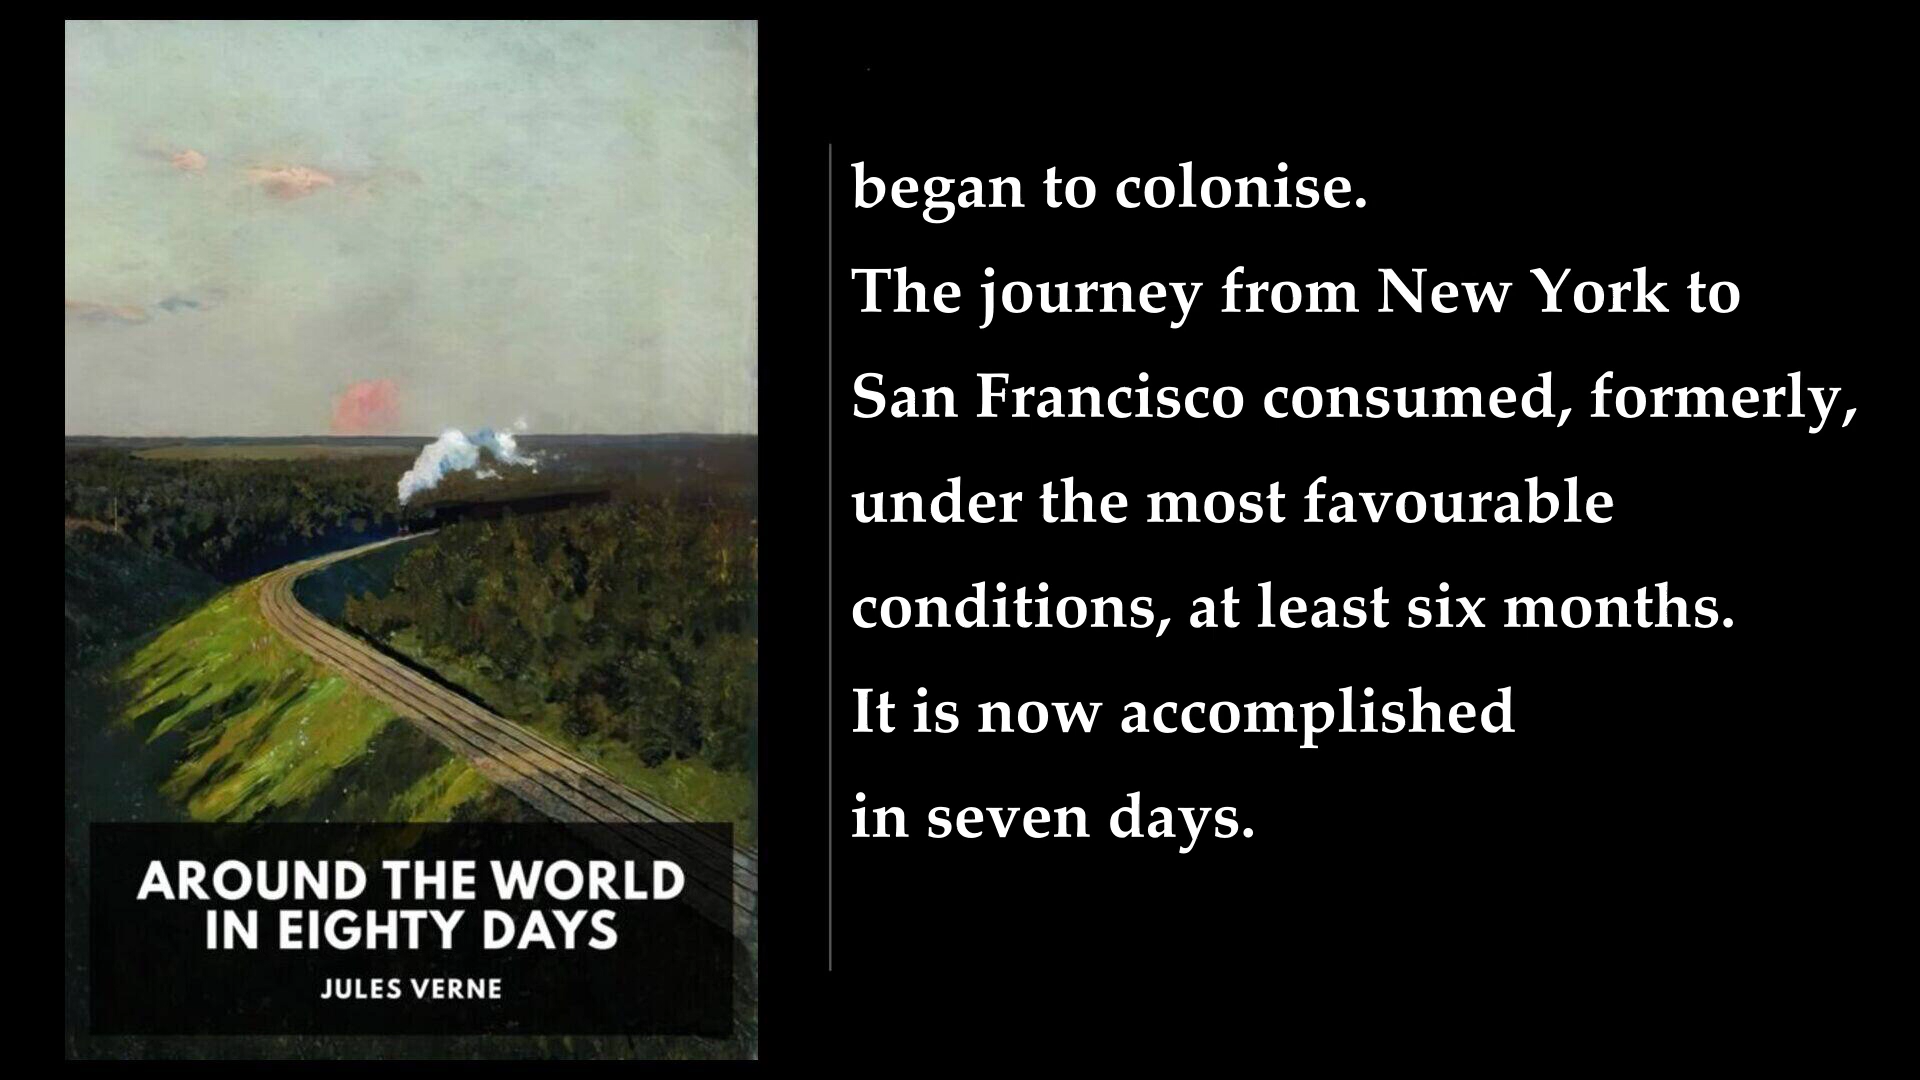 AROUND THE WORLD
IN EIGHTY DAYS
JULES VERNE
began to colonise.
The journey from New York to
San Francisco consumed, formerly,
under the most favourable
conditions, at least six months.
It is now accomplished
in seven days.